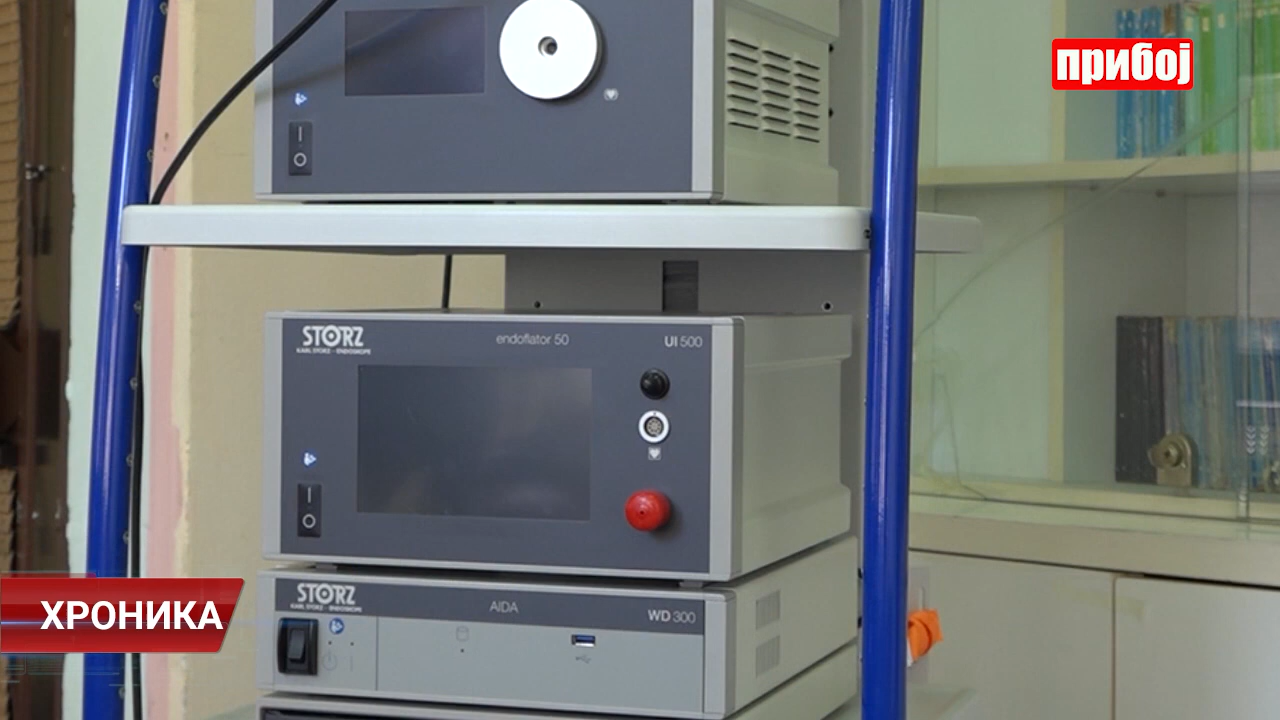 прибој
STORZ
KARL STORZ – ENDOSKOPE
endoflator 50
UI 500
STORZ
KARL STORZ – ENDOSKOPE
AIDA
WD 300
ХРОНИКА